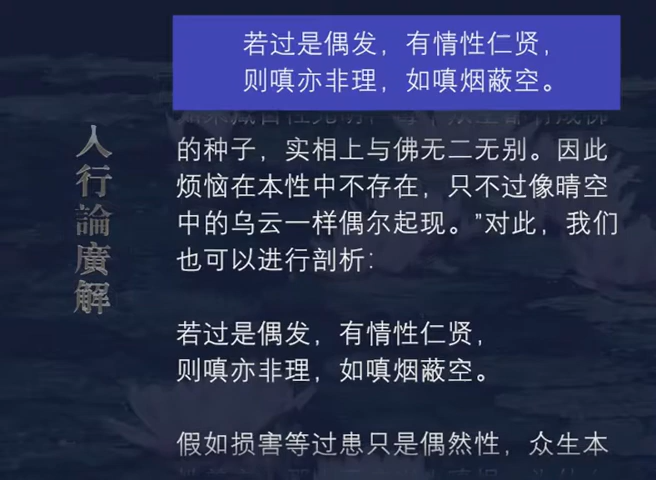 若过是偶发，有情性仁贤，
则嗔亦非理，如嗔烟蔽空。
入行論廣解
的种子，实相上与佛无二无别。因此
烦恼在本性中不存在，只不过像晴空
中的乌云一样偶尔起现。”对此，我们
也可以进行剖析：
若过是偶发，有情性仁贤，
则嗔亦非理，如嗔烟蔽空。
假如损害等过患只是偶然性，众生本